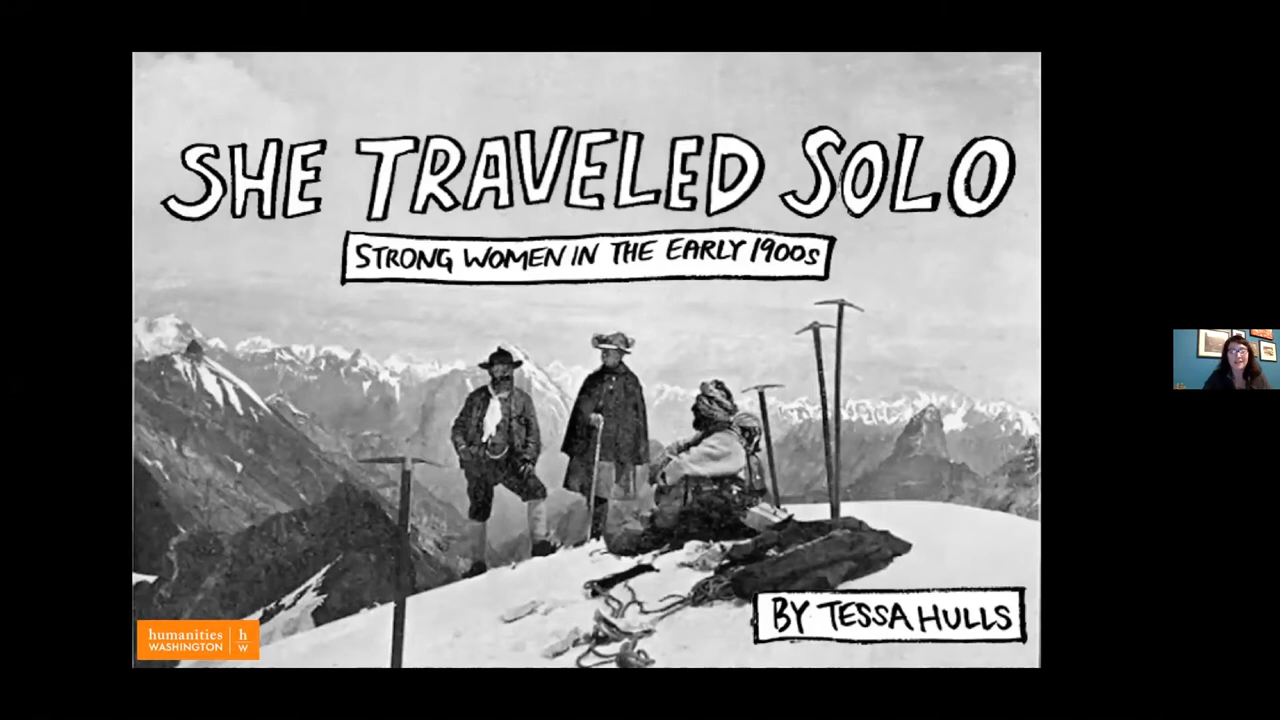 SHE TRAVELED SOLO
STRONG WOMEN IN THE EARLY 1900s
BY TESSA HULLS
humanities h
WASHINGTON w